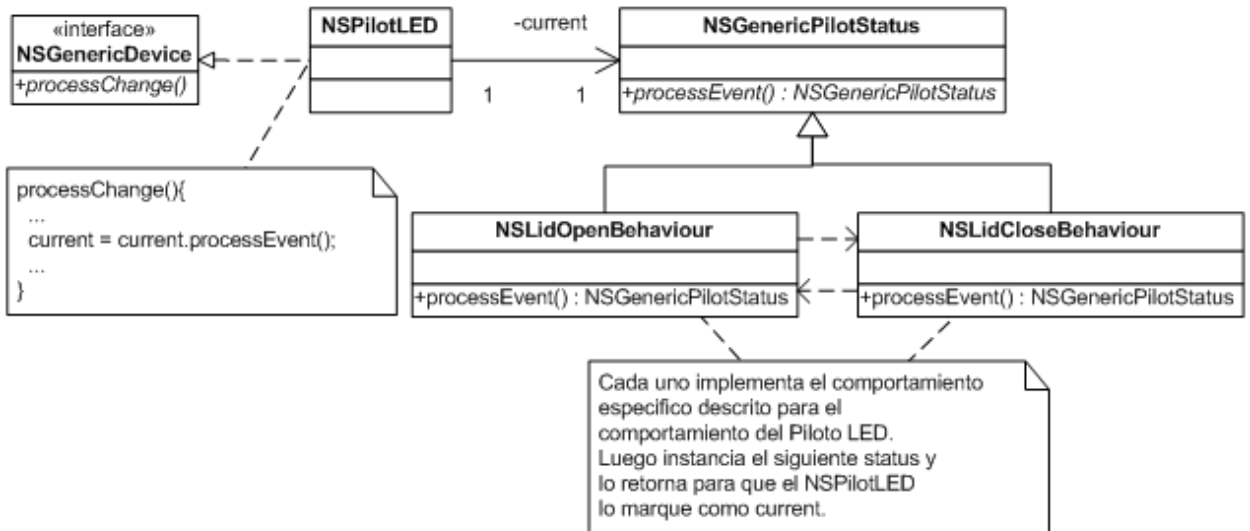 «interface»
NSGenericDevice
+processChange()
NSPilotLED
-current
1
1
NSGenericPilotStatus
+processEvent() : NSGenericPilotStatus
processChange(){
...
current = current.processEvent();
...
}
NSLidOpenBehaviour
+processEvent() : NSGenericPilotStatus
NSLidCloseBehaviour
+processEvent() : NSGenericPilotStatus
Cada uno implementa el comportamiento
especifico descrito para el
comportamiento del Piloto LED.
Luego instancia el siguiente status y
lo retorna para que el NSPilotLED
lo marque como current.